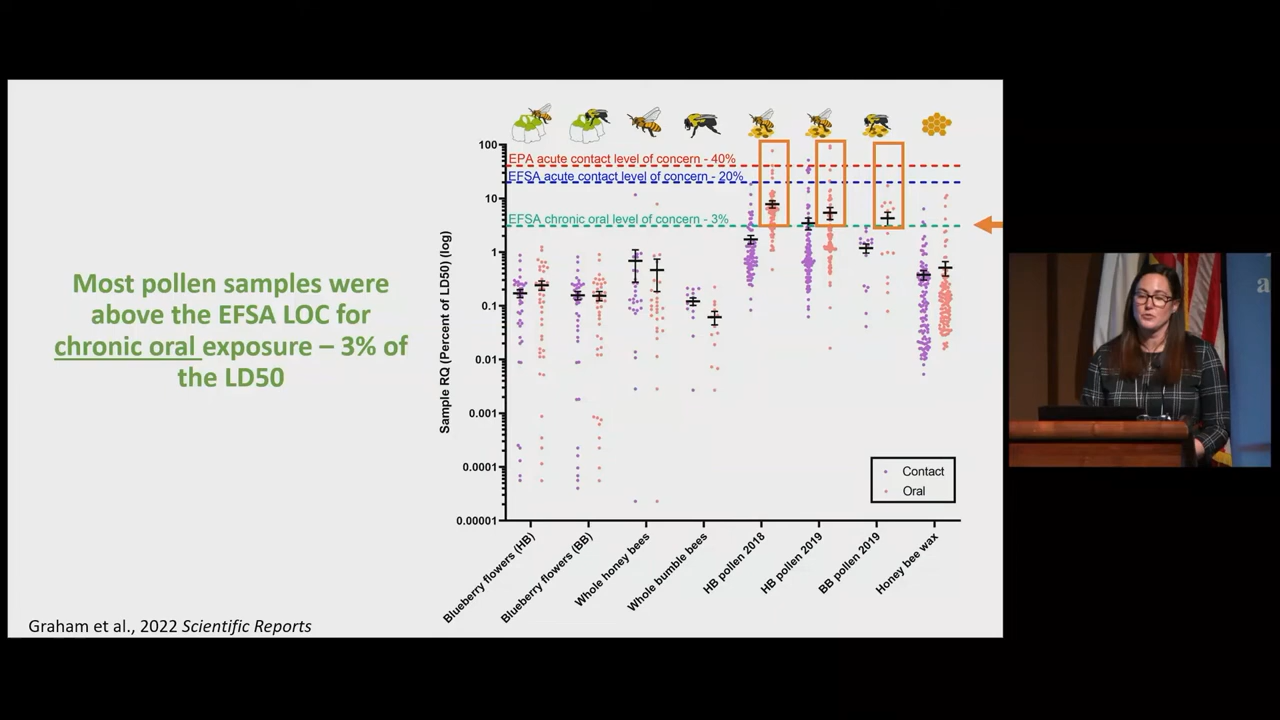 Most pollen samples were
above the EFSA LOC for
chronic oral exposure – 3% of
the LD50
Graham et al., 2022 Scientific Reports
Sample RQ (Percent of LD50) (log)
100
10
1
0.1
0.01
0.001
0.0001
0.00001
EPA acute contact level of concern - 40%
EFSA acute contact level of concern - 20%
EFSA chronic oral level of concern - 3%
Contact
Oral
Blueberry flowers (HB)
Blueberry flowers (BB)
Whole honey bees
Whole bumble bees
HB pollen 2018
HB pollen 2019
BB pollen 2019
Honey bee wax